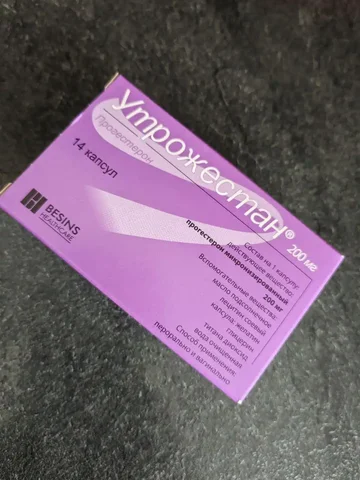 Утрожестан®
200 мг
Прогестерон
14 капсул
BESINS
HEALTHCARE
Состав на 1 капсулу:
действующее вещество:
прогестерон микронизированный
200 мг
Вспомогательные вещества:
масло подсолнечное
лецитин соевый
капсула: желатин
глицерин
титана диоксид
вода очищенная
Способ применения:
перорально и вагинально